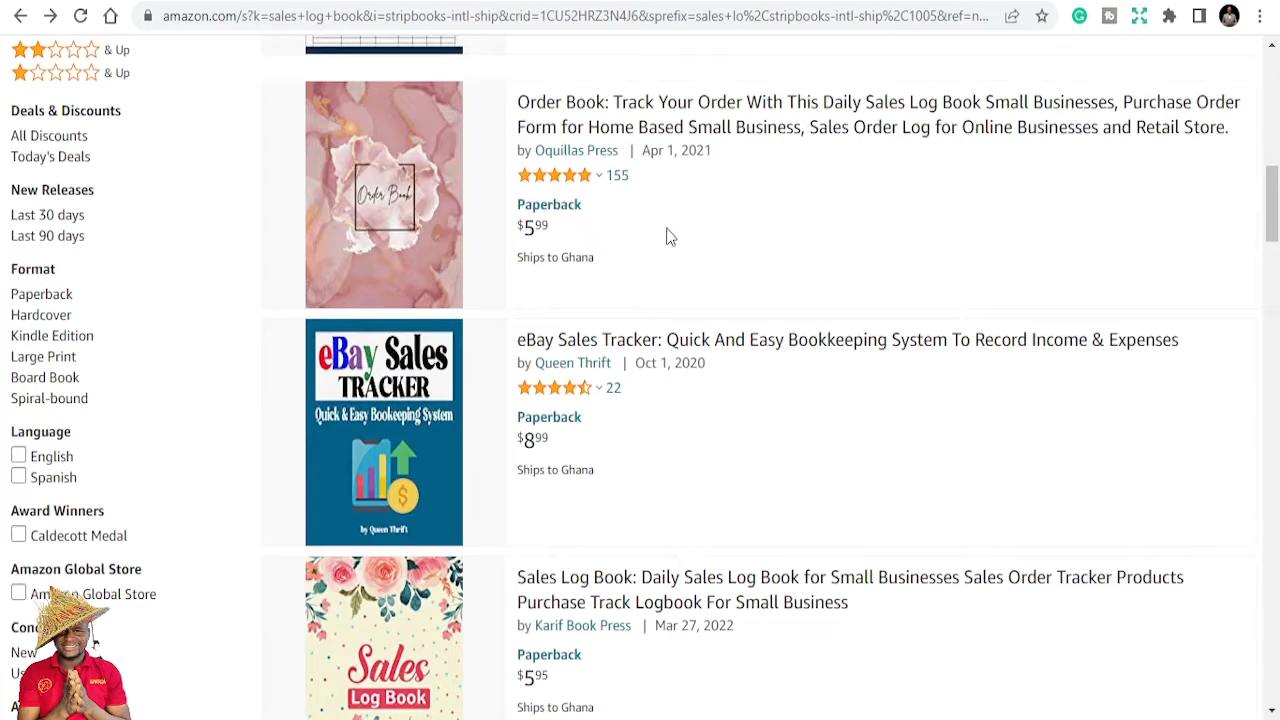 amazon.com/s?k=sales+log+book&i=stripbooks-intl-ship&crid=1CU52HRZ3N4J6&sprefix=sales+lo%2Cstripbooks-intl-ship%2C1005&ref=n...
& Up
& Up
Deals & Discounts
All Discounts
Today's Deals
New Releases
Last 30 days
Last 90 days
Format
Paperback
Hardcover
Kindle Edition
Large Print
Board Book
Spiral-bound
Language
English
Spanish
Award Winners
Caldecott Medal
Amazon Global Store
Amazon Global Store
New
Order Book
Order Book: Track Your Order With This Daily Sales Log Book Small Businesses, Purchase Order
Form for Home Based Small Business, Sales Order Log for Online Businesses and Retail Store.
by Oquillas Press | Apr 1, 2021
155
Paperback
$5.99
Ships to Ghana
eBay Sales
TRACKER
Quick & Easy Bookeeping System
$
by Queen Thrift
eBay Sales Tracker: Quick And Easy Bookkeeping System To Record Income & Expenses
by Queen Thrift | Oct 1, 2020
22
Paperback
$8.99
Ships to Ghana
Sales
Log Book
Sales Log Book: Daily Sales Log Book for Small Businesses Sales Order Tracker Products
Purchase Track Logbook For Small Business
by Karif Book Press | Mar 27, 2022
Paperback
$5.95
Ships to Ghana